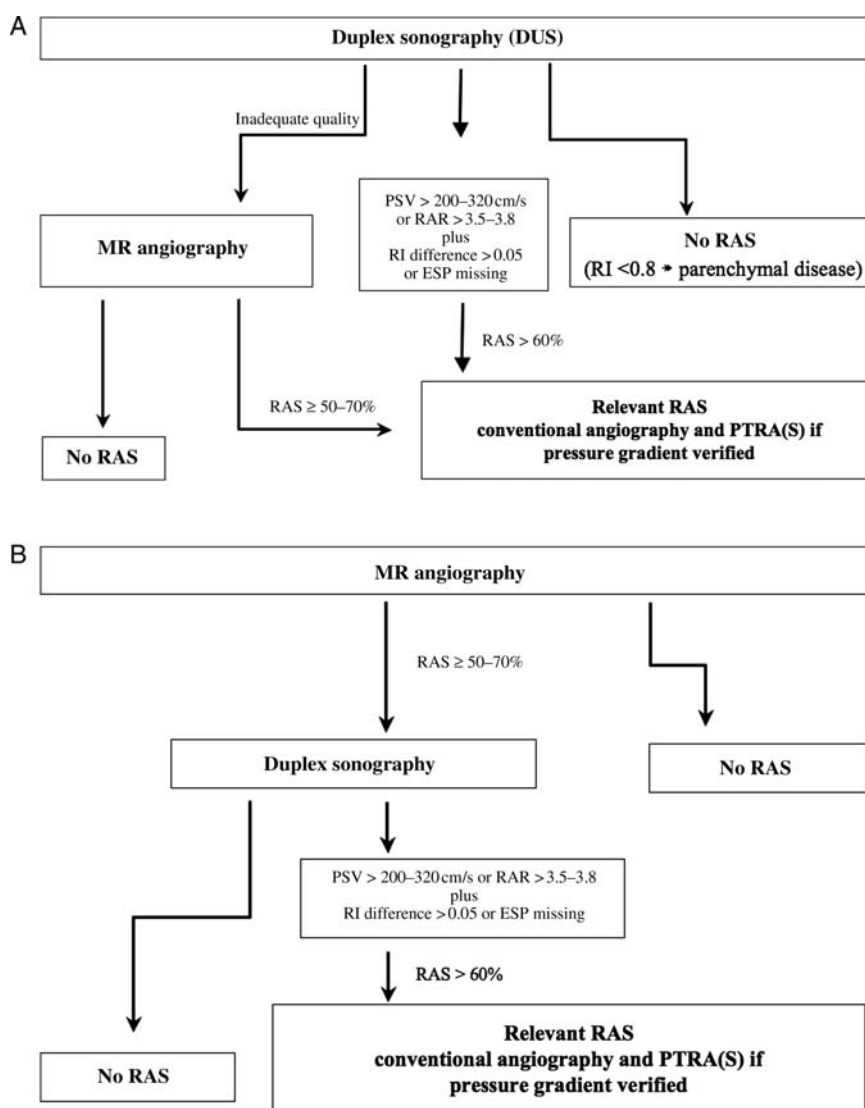 A
Duplex sonography (DUS)
Inadequate quality
PSV > 200–320 cm/s
or RAR > 3.5–3.8
plus
RI difference > 0.05
or ESP missing
MR angiography
No RAS
(RI <0.8 ➝ parenchymal disease)
RAS > 60%
RAS ≥ 50–70%
Relevant RAS
conventional angiography and PTRA(S) if
pressure gradient verified
No RAS
B
MR angiography
RAS ≥ 50–70%
Duplex sonography
No RAS
PSV > 200–320 cm/s or RAR > 3.5–3.8
plus
RI difference > 0.05 or ESP missing
RAS > 60%
Relevant RAS
conventional angiography and PTRA(S) if
pressure gradient verified
No RAS